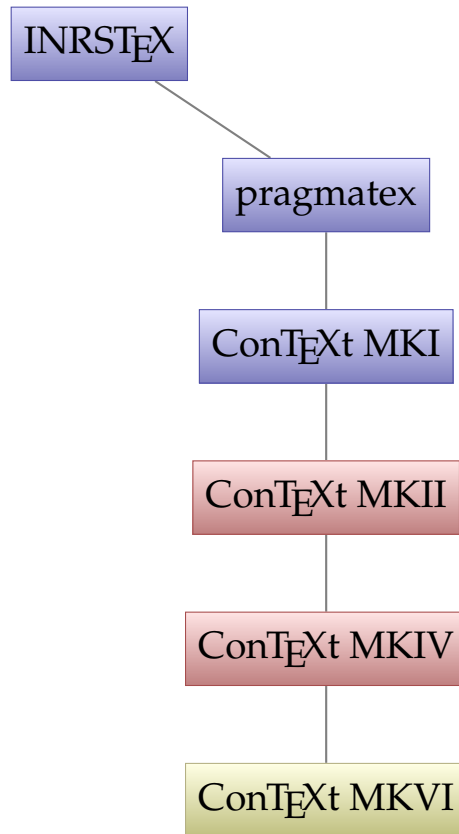 INRSTEX
pragmatex
ConTEXt MKI
ConTEXt MKII
ConTEXt MKIV
ConTEXt MKVI